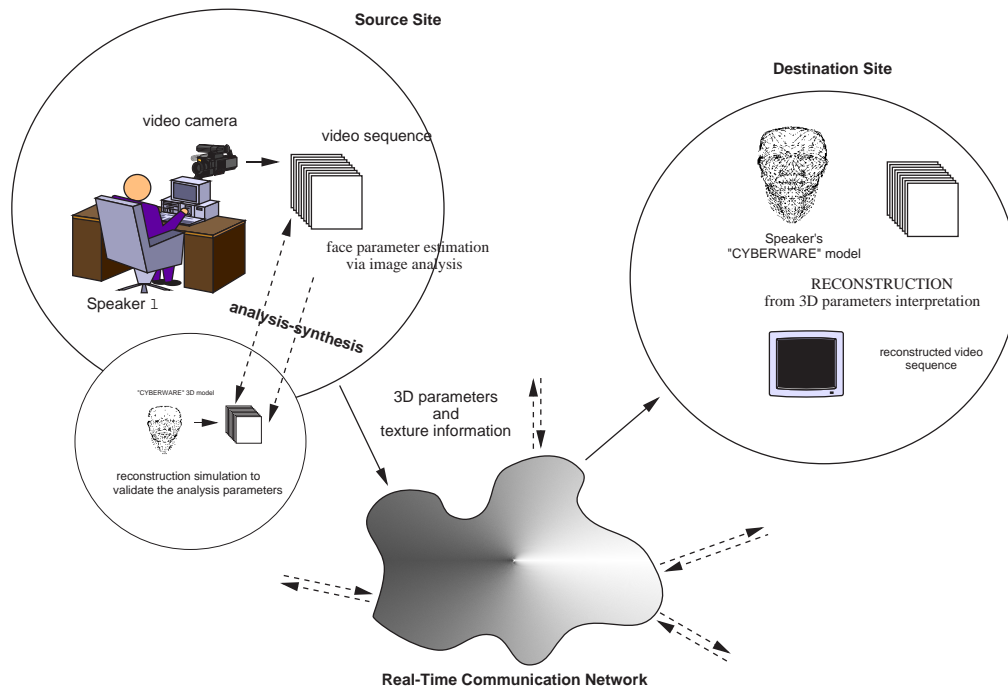 Source Site
Destination Site
video camera
video sequence
face parameter estimation
via image analysis
Speaker 1
analysis-synthesis
"CYBERWARE" 3D model
reconstruction simulation to
validate the analysis parameters
3D parameters
and
texture information
Speaker's
"CYBERWARE" model
RECONSTRUCTION
from 3D parameters interpretation
reconstructed video
sequence
Real-Time Communication Network